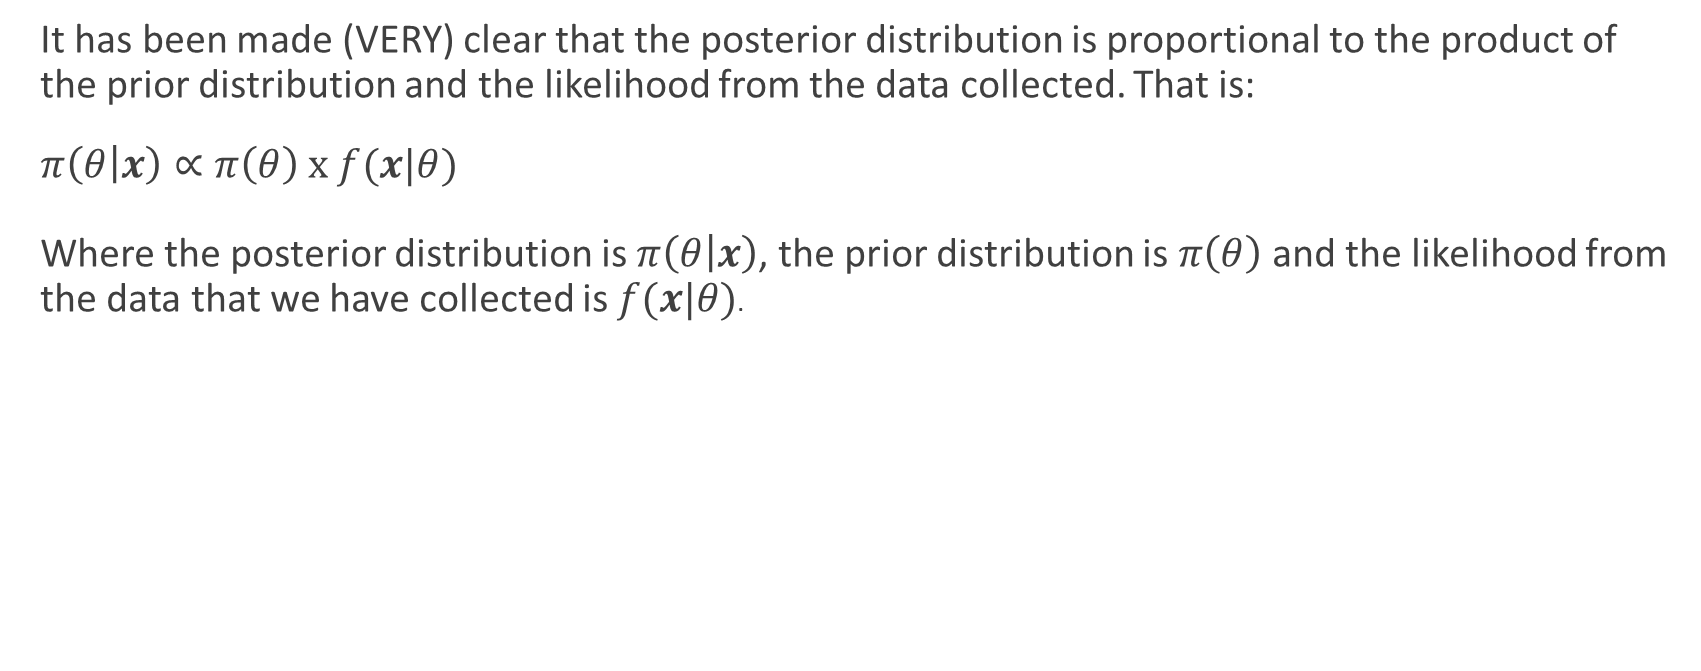 It has been made (VERY) clear that the posterior distribution is proportional to the product of
the prior distribution and the likelihood from the data collected. That is:
π(θ|x) ∝ π(θ) x f(x|θ)
Where the posterior distribution is π(θ|x), the prior distribution is π(θ) and the likelihood from
the data that we have collected is f(x|θ).